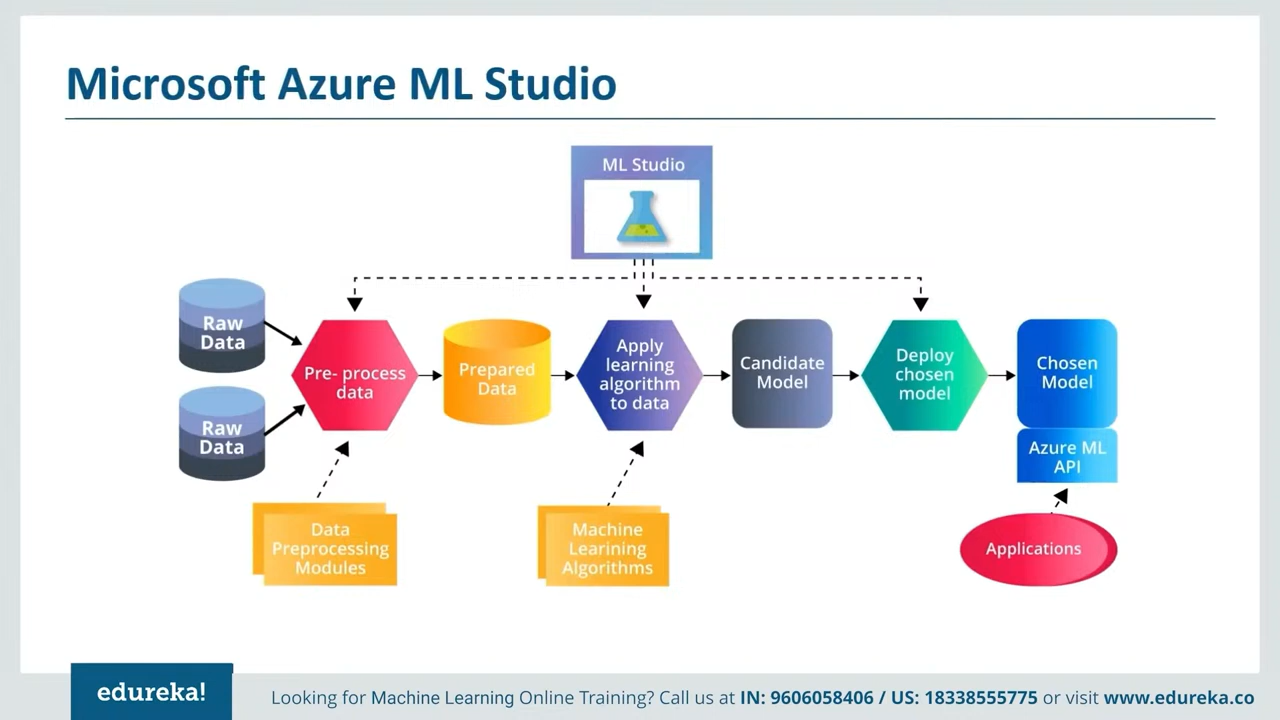 Microsoft Azure ML Studio
ML Studio
Raw
Data
Raw
Data
Pre- process
data
Prepared
Data
Apply
learning
algorithm
to data
Candidate
Model
Deploy
chosen
model
Chosen
Model
Azure ML
API
Data
Preprocessing
Modules
Machine
Learining
Algorithms
Applications
edureka!
Looking for Machine Learning Online Training? Call us at IN: 9606058406 / US: 18338555775 or visit www.edureka.co